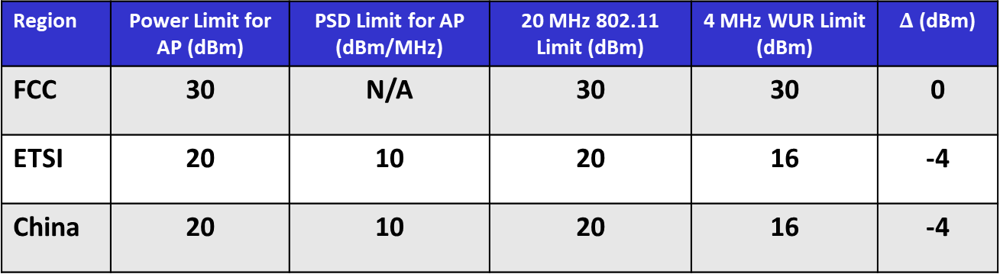 Region Power Limit for AP (dBm) PSD Limit for AP (dBm/MHz) 20 MHz 802.11 Limit (dBm) 4 MHz WUR Limit (dBm) Δ (dBm)
FCC 30 N/A 30 30 0
ETSI 20 10 20 16 -4
China 20 10 20 16 -4